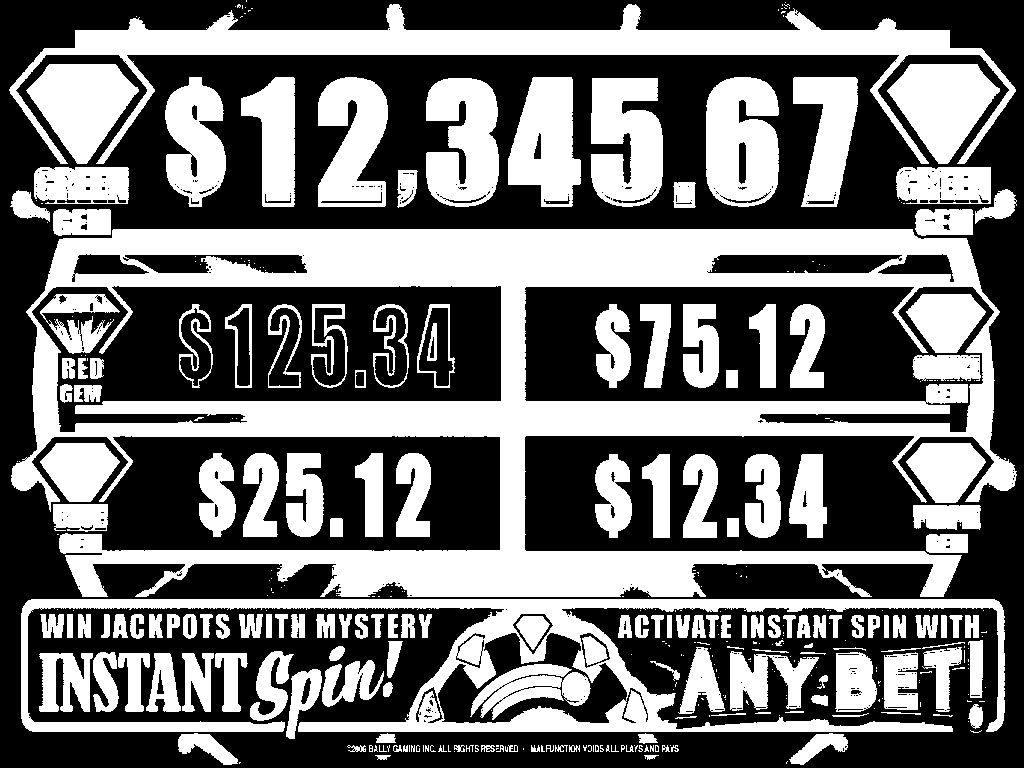 $12,345.67
GREEN
GEM
GREEN
GEM
$125.34
RED
GEM
$75.12
GEM
$25.12
BLUE
GEM
$12.34
GEM
WIN JACKPOTS WITH MYSTERY
INSTANT Spin!
ACTIVATE INSTANT SPIN WITH
ANY BET!
©2006 BALLY GAMING INC. ALL RIGHTS RESERVED · MALFUNCTION VOIDS ALL PLAYS AND PAYS